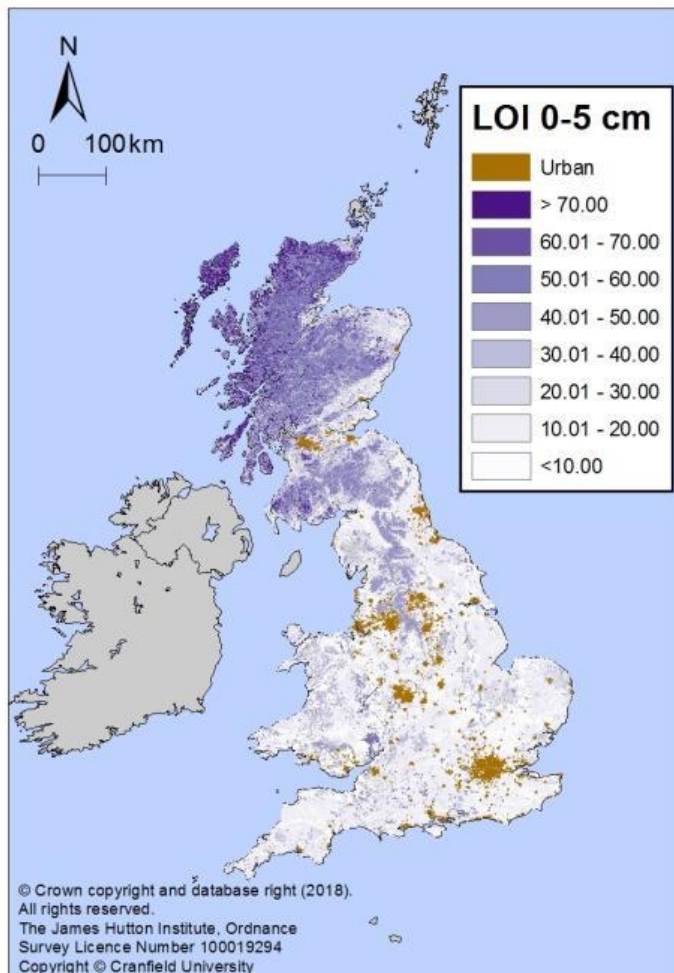 N
0 100km
LOI 0-5 cm
Urban
> 70.00
60.01 - 70.00
50.01 - 60.00
40.01 - 50.00
30.01 - 40.00
20.01 - 30.00
10.01 - 20.00
<10.00
© Crown copyright and database right (2018).
All rights reserved.
The James Hutton Institute, Ordnance
Survey Licence Number 100019294
Copyright © Cranfield University